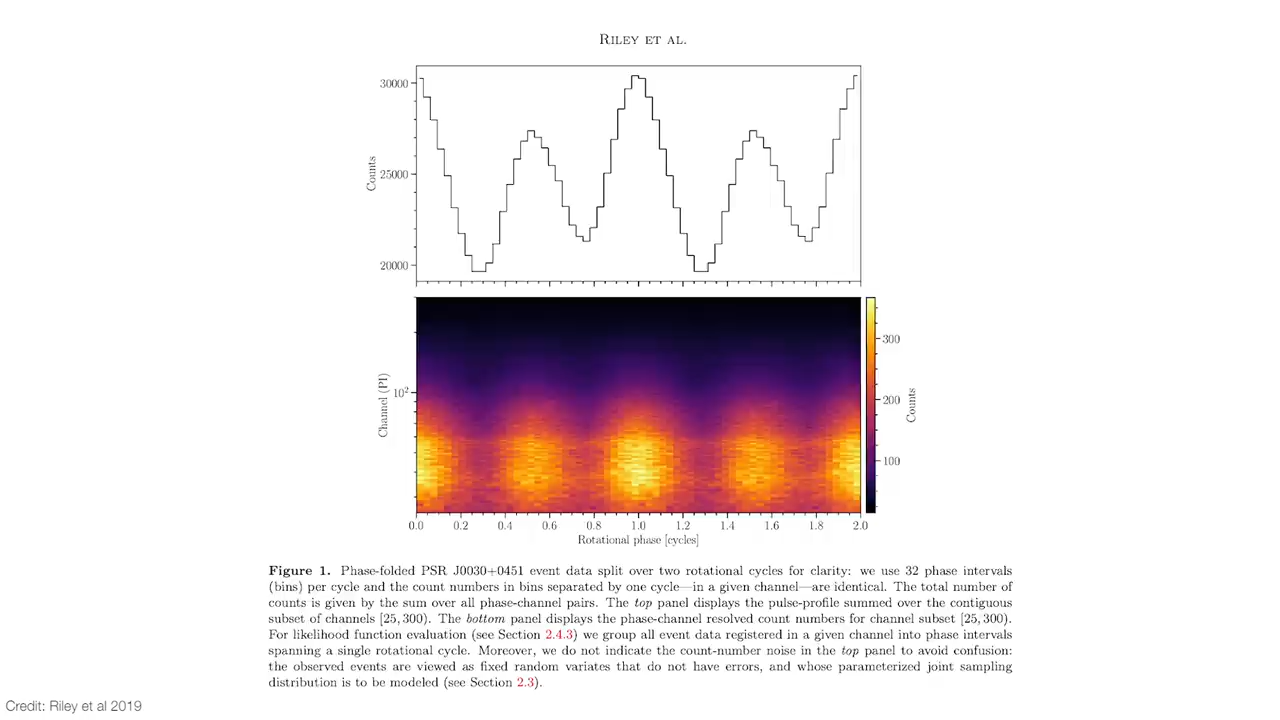 RILEY ET AL.
30000
25000
20000
Counts
Channel (PI)
10²
300
200
100
Counts
0.0 0.2 0.4 0.6 0.8 1.0 1.2 1.4 1.6 1.8 2.0
Rotational phase [cycles]
Figure 1. Phase-folded PSR J0030+0451 event data split over two rotational cycles for clarity: we use 32 phase intervals
(bins) per cycle and the count numbers in bins separated by one cycle—in a given channel—are identical. The total number of
counts is given by the sum over all phase-channel pairs. The top panel displays the pulse-profile summed over the contiguous
subset of channels [25, 300). The bottom panel displays the phase-channel resolved count numbers for channel subset [25, 300).
For likelihood function evaluation (see Section 2.4.3) we group all event data registered in a given channel into phase intervals
spanning a single rotational cycle. Moreover, we do not indicate the count-number noise in the top panel to avoid confusion:
the observed events are viewed as fixed random variates that do not have errors, and whose parameterized joint sampling
distribution is to be modeled (see Section 2.3).
Credit: Riley et al 2019